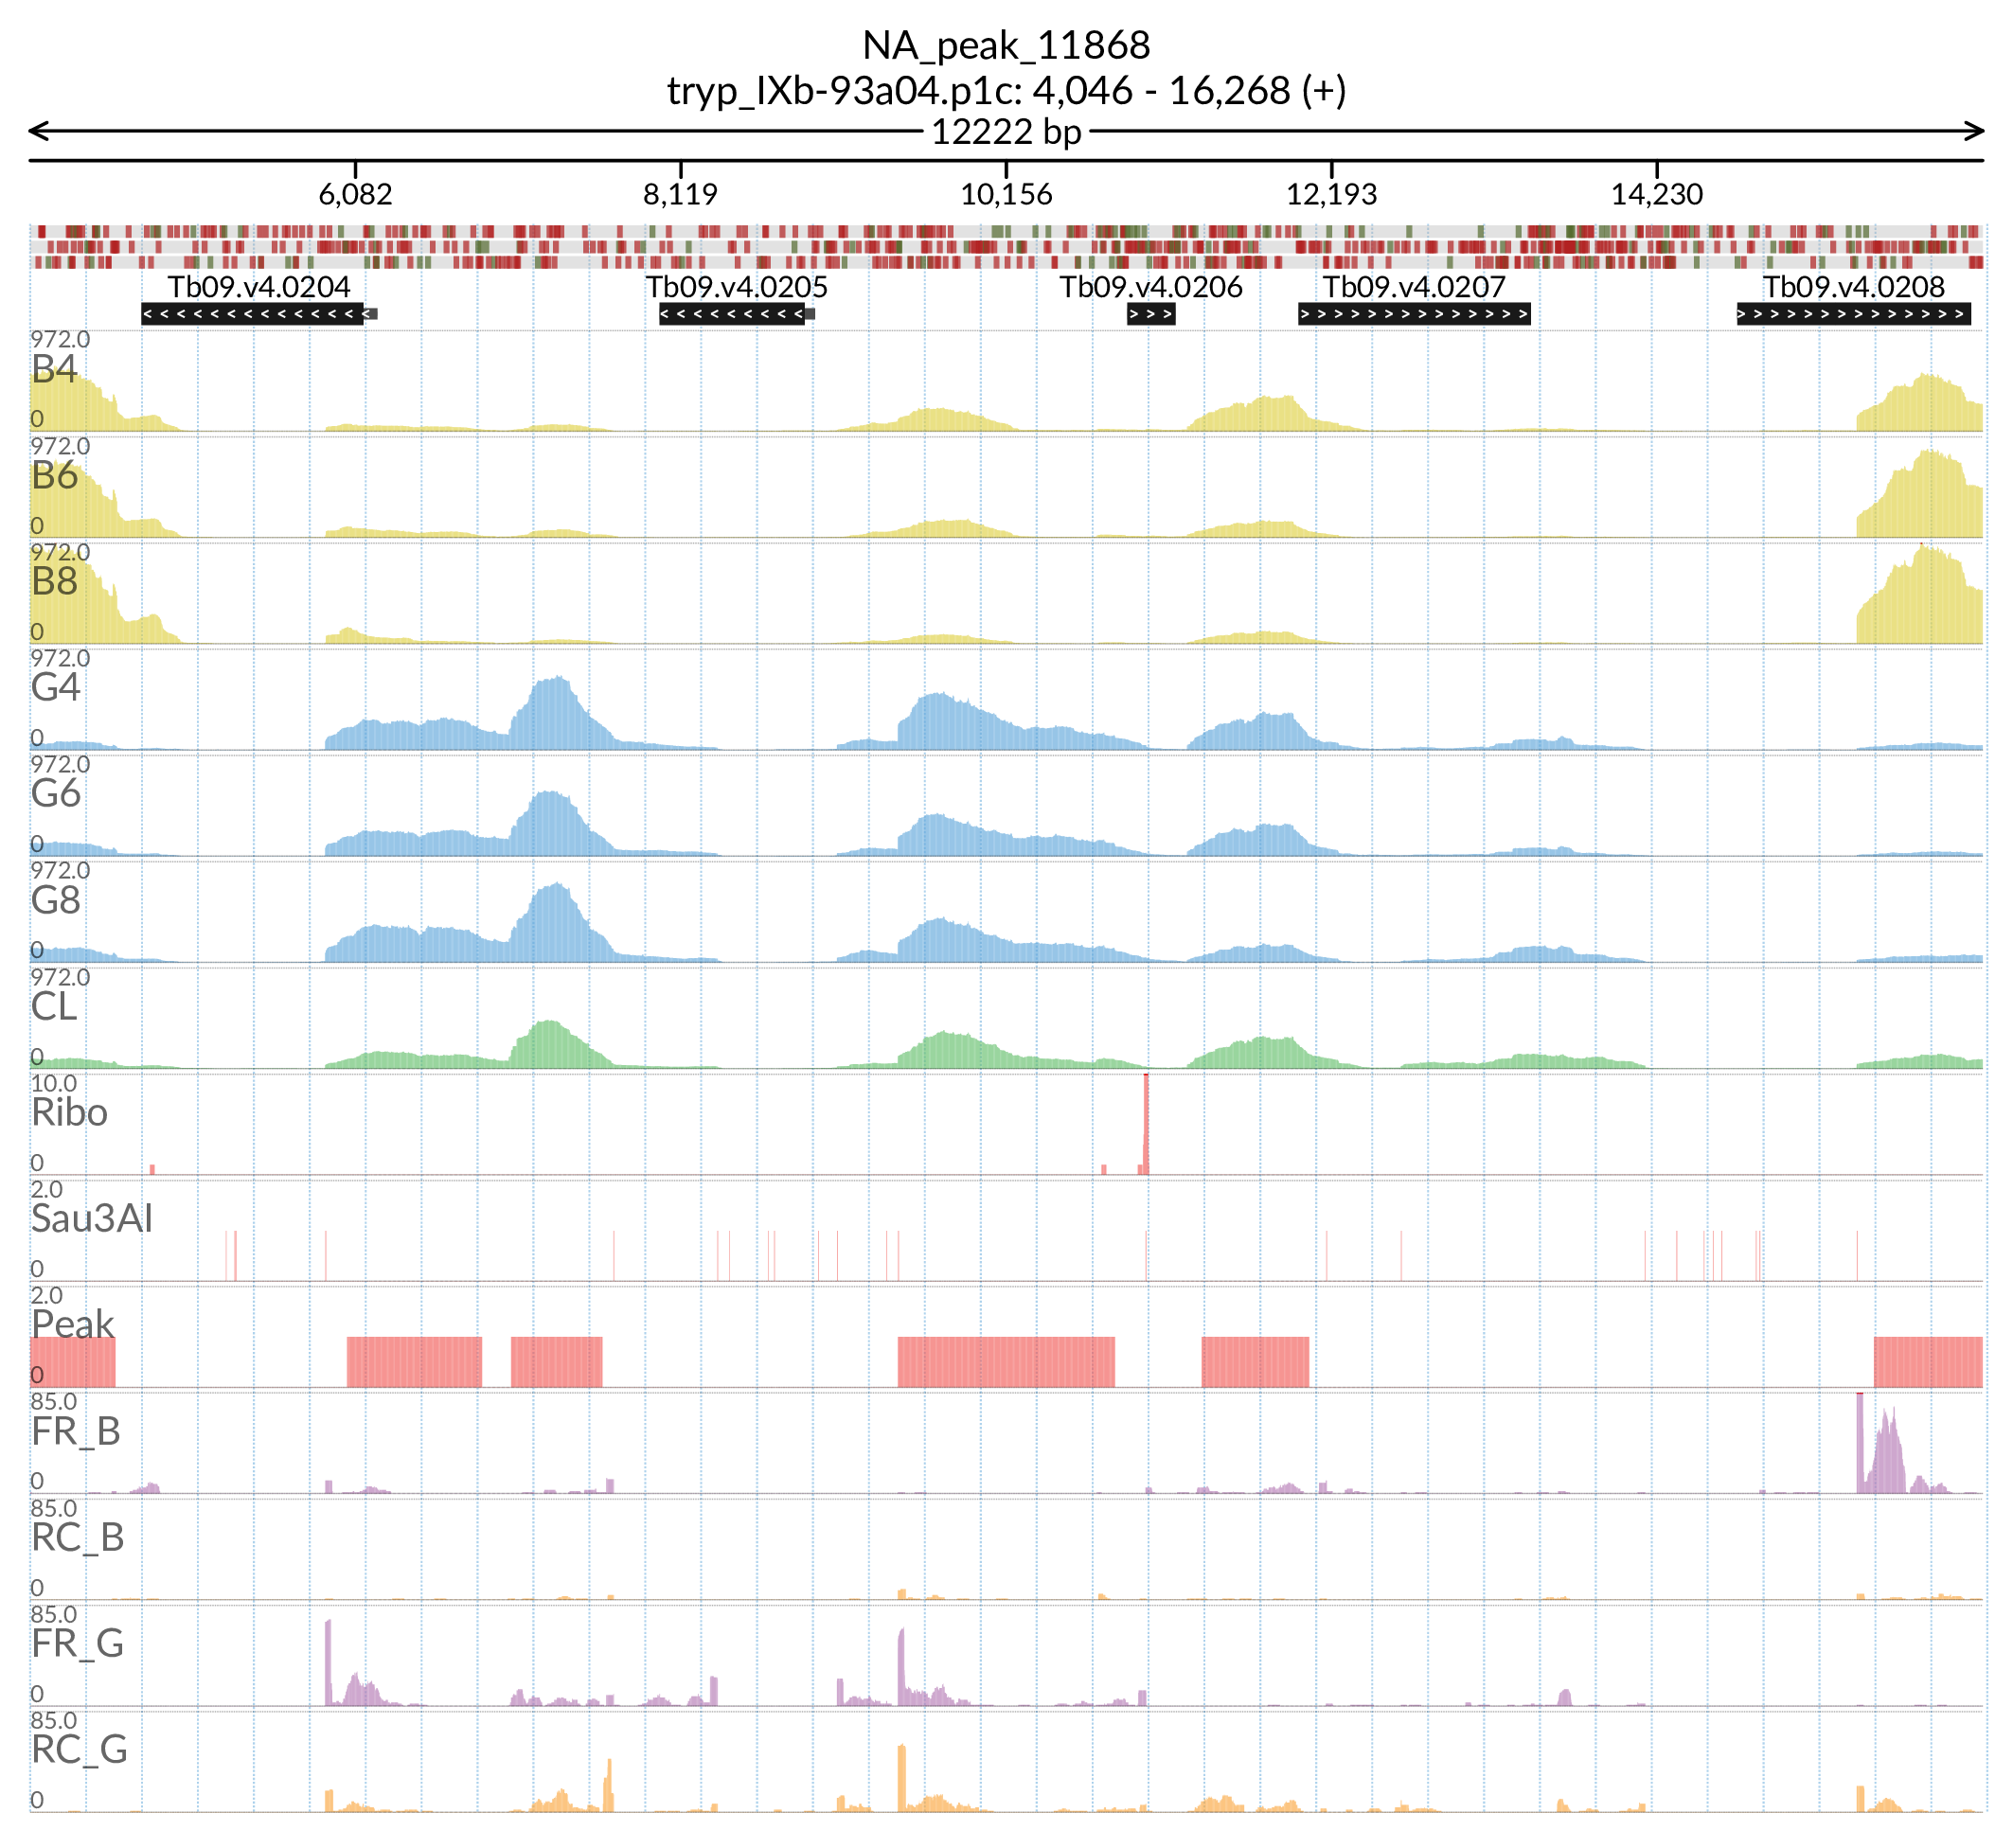 NA_peak_11868
tryp_IXb-93a04.p1c: 4,046 - 16,268 (+)
12222 bp
6,082 8,119 10,156 12,193 14,230
Tb09.v4.0204 Tb09.v4.0205 Tb09.v4.0206 Tb09.v4.0207 Tb09.v4.0208
972.0
B4
0
972.0
B6
0
972.0
B8
0
972.0
G4
0
972.0
G6
0
972.0
G8
0
972.0
CL
0
10.0
Ribo
0
2.0
Sau3AI
0
2.0
Peak
0
85.0
FR_B
0
85.0
RC_B
0
85.0
FR_G
0
85.0
RC_G
0